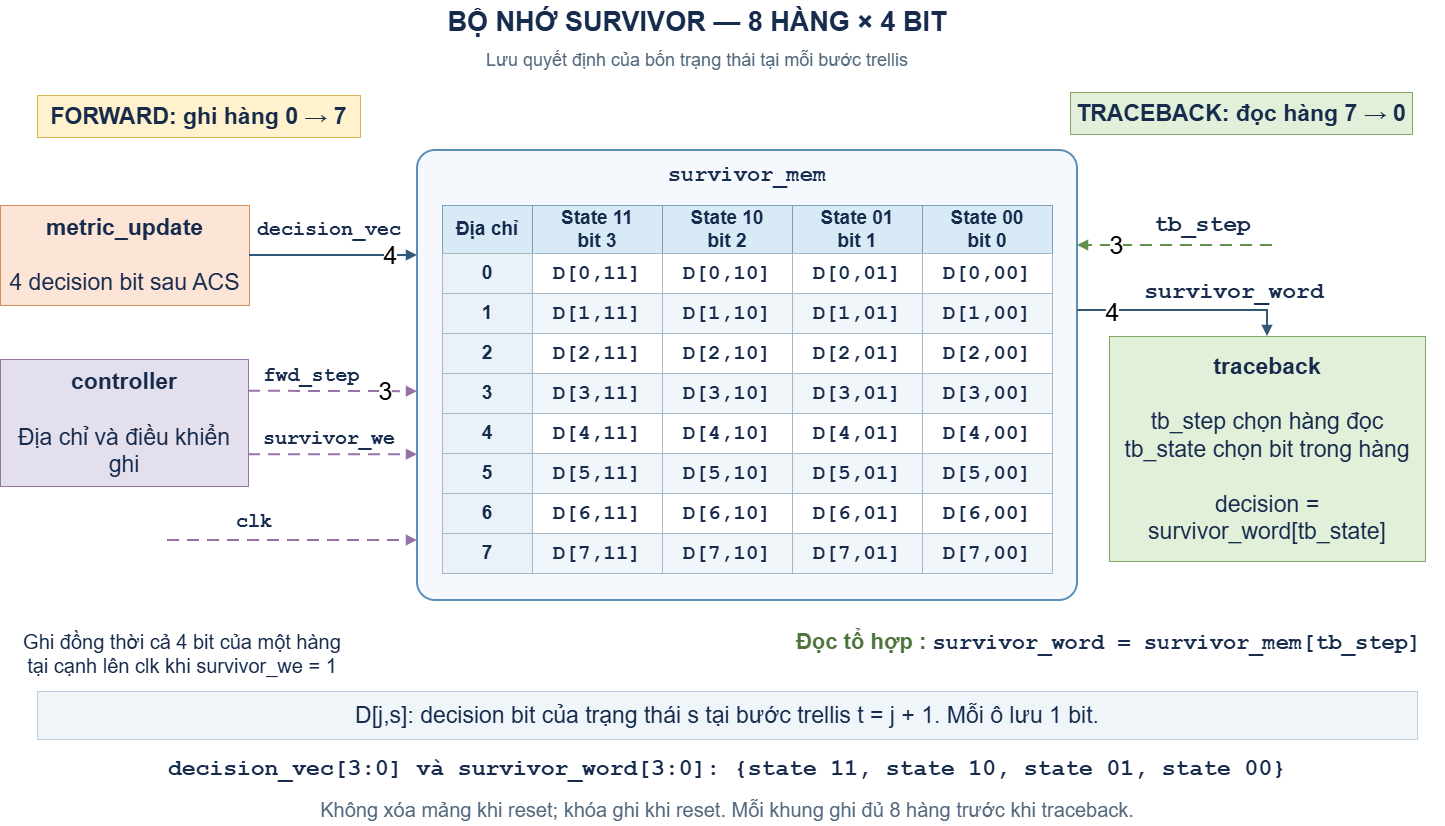 BỘ NHỚ SURVIVOR — 8 HÀNG × 4 BIT
Lưu quyết định của bốn trạng thái tại mỗi bước trellis
FORWARD: ghi hàng 0 → 7
TRACEBACK: đọc hàng 7 → 0
survivor_mem
metric_update
4 decision bit sau ACS
decision_vec
4
controller
Địa chỉ và điều khiển
ghi
fwd_step
3
survivor_we
clk
Địa chỉ
State 11
bit 3
State 10
bit 2
State 01
bit 1
State 00
bit 0
0 D[0,11] D[0,10] D[0,01] D[0,00]
1 D[1,11] D[1,10] D[1,01] D[1,00]
2 D[2,11] D[2,10] D[2,01] D[2,00]
3 D[3,11] D[3,10] D[3,01] D[3,00]
4 D[4,11] D[4,10] D[4,01] D[4,00]
5 D[5,11] D[5,10] D[5,01] D[5,00]
6 D[6,11] D[6,10] D[6,01] D[6,00]
7 D[7,11] D[7,10] D[7,01] D[7,00]
tb_step
3
survivor_word
4
traceback
tb_step chọn hàng đọc
tb_state chọn bit trong hàng
decision =
survivor_word[tb_state]
Ghi đồng thời cả 4 bit của một hàng
tại cạnh lên clk khi survivor_we = 1
Đọc tổ hợp : survivor_word = survivor_mem[tb_step]
D[j,s]: decision bit của trạng thái s tại bước trellis t = j + 1. Mỗi ô lưu 1 bit.
decision_vec[3:0] và survivor_word[3:0]: {state 11, state 10, state 01, state 00}
Không xóa mảng khi reset; khóa ghi khi reset. Mỗi khung ghi đủ 8 hàng trước khi traceback.